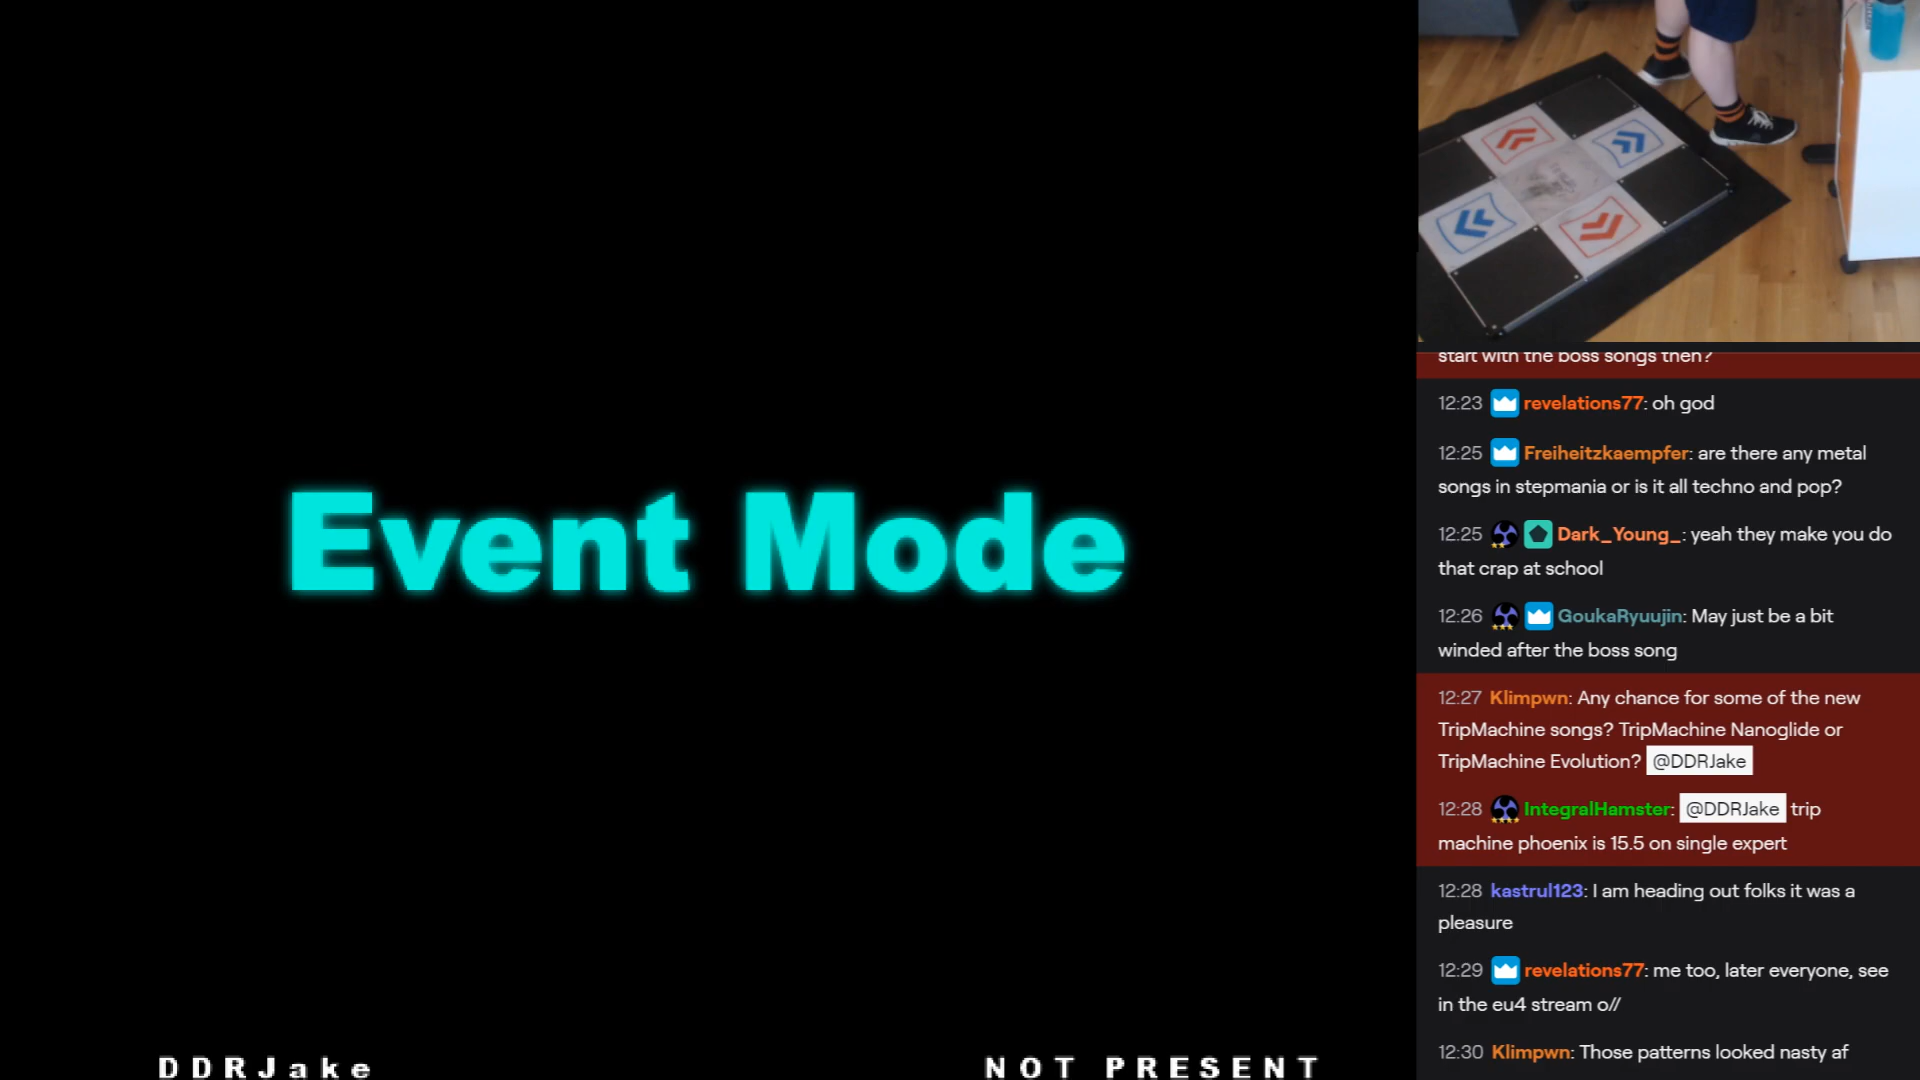 Event Mode
DDRJake
NOT PRESENT
start with the boss songs then?
12:23 revelations77: oh god
12:25 Freiheitzkaempfer: are there any metal
songs in stepmania or is it all techno and pop?
12:25 Dark_Young_: yeah they make you do
that crap at school
12:26 GoukaRyuujin: May just be a bit
winded after the boss song
12:27 Klimpwn: Any chance for some of the new
TripMachine songs? TripMachine Nanoglide or
TripMachine Evolution? @DDRJake
12:28 IntegralHamster: @DDRJake trip
machine phoenix is 15.5 on single expert
12:28 kastrul123: I am heading out folks it was a
pleasure
12:29 revelations77: me too, later everyone, see
in the eu4 stream o//
12:30 Klimpwn: Those patterns looked nasty af